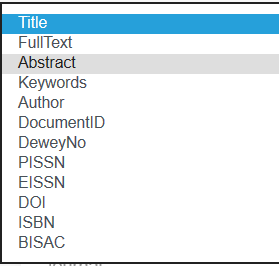 Title
FullText
Abstract
Keywords
Author
DocumentID
DeweyNo
PISSN
EISSN
DOI
ISBN
BISAC